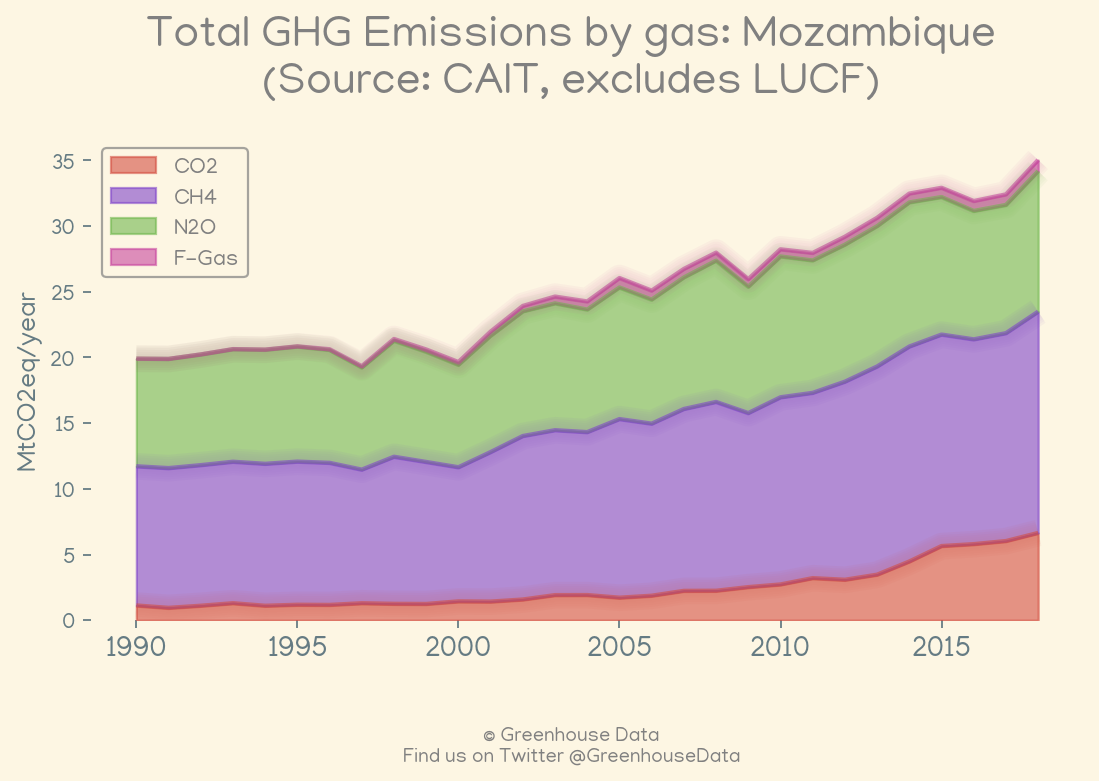 Total GHG Emissions by gas: Mozambique
(Source: CAIT, excludes LUCF)
CO2
CH4
N2O
F-Gas
MtCO2eq/year
35
30
25
20
15
10
5
0
1990 1995 2000 2005 2010 2015
© Greenhouse Data
Find us on Twitter @GreenhouseData